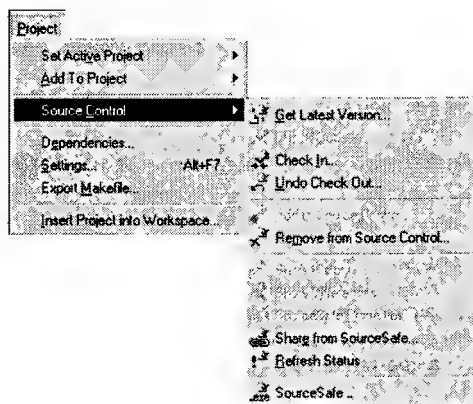 Project
Set Active Project
Add To Project
Source Control
Dependencies...
Settings... Alt+F7
Export Makefile...
Insert Project into Workspace...
Get Latest Version...
Check In...
Undo Check Out...
Remove from Source Control...
Share from SourceSafe...
Refresh Status
SourceSafe ..